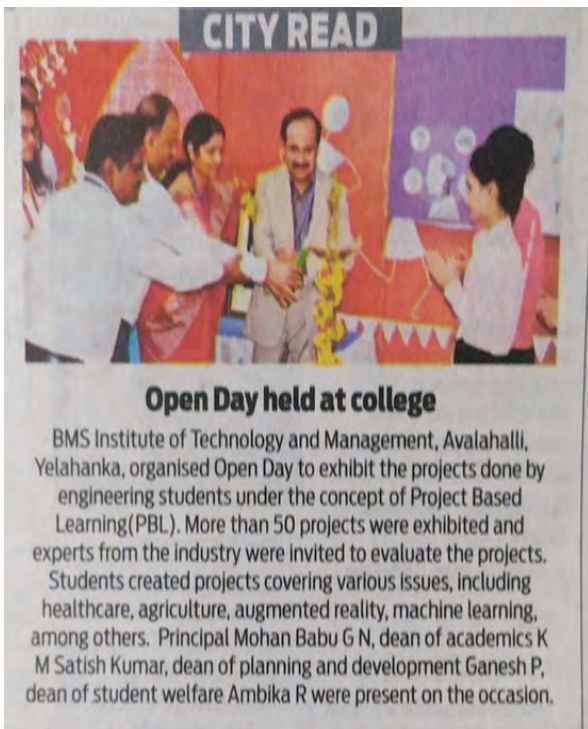 CITY READ
Open Day held at college
BMS Institute of Technology and Management, Avalahalli,
Yelahanka, organised Open Day to exhibit the projects done by
engineering students under the concept of Project Based
Learning(PBL). More than 50 projects were exhibited and
experts from the industry were invited to evaluate the projects.
Students created projects covering various issues, including
healthcare, agriculture, augmented reality, machine learning,
among others. Principal Mohan Babu G N, dean of academics K
M Satish Kumar, dean of planning and development Ganesh P,
dean of student welfare Ambika R were present on the occasion.